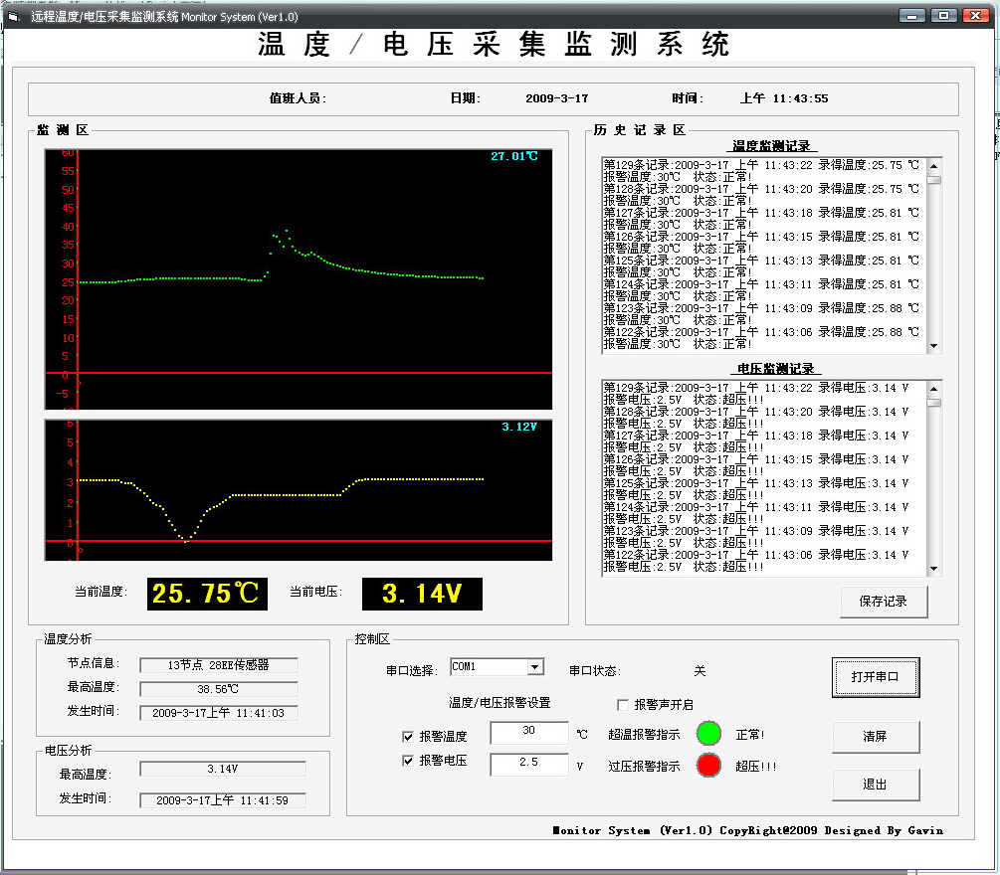 远程温度/电压采集监测系统 Monitor System (Ver1.0)
温度/电压采集监测系统
值班人员: 日期: 2009-3-17 时间: 上午 11:43:55
监测区
27.01℃
60
55
50
45
40
35
30
25
20
15
10
5
0
-5
3.12V
6
5
4
3
2
1
0
当前温度: 25.75℃ 当前电压: 3.14V
历史记录区
温度监测记录
第129条记录:2009-3-17 上午 11:43:22 录得温度:25.75 ℃
报警温度:30℃ 状态:正常!
第128条记录:2009-3-17 上午 11:43:20 录得温度:25.75 ℃
报警温度:30℃ 状态:正常!
第127条记录:2009-3-17 上午 11:43:18 录得温度:25.81 ℃
报警温度:30℃ 状态:正常!
第126条记录:2009-3-17 上午 11:43:15 录得温度:25.81 ℃
报警温度:30℃ 状态:正常!
第125条记录:2009-3-17 上午 11:43:13 录得温度:25.81 ℃
报警温度:30℃ 状态:正常!
第124条记录:2009-3-17 上午 11:43:11 录得温度:25.81 ℃
报警温度:30℃ 状态:正常!
第123条记录:2009-3-17 上午 11:43:09 录得温度:25.88 ℃
报警温度:30℃ 状态:正常!
第122条记录:2009-3-17 上午 11:43:06 录得温度:25.88 ℃
报警温度:30℃ 状态:正常!
电压监测记录
第129条记录:2009-3-17 上午 11:43:22 录得电压:3.14 V
报警电压:2.5V 状态:超压!!!
第128条记录:2009-3-17 上午 11:43:20 录得电压:3.14 V
报警电压:2.5V 状态:超压!!!
第127条记录:2009-3-17 上午 11:43:18 录得电压:3.14 V
报警电压:2.5V 状态:超压!!!
第126条记录:2009-3-17 上午 11:43:15 录得电压:3.14 V
报警电压:2.5V 状态:超压!!!
第125条记录:2009-3-17 上午 11:43:13 录得电压:3.14 V
报警电压:2.5V 状态:超压!!!
第124条记录:2009-3-17 上午 11:43:11 录得电压:3.14 V
报警电压:2.5V 状态:超压!!!
第123条记录:2009-3-17 上午 11:43:09 录得电压:3.14 V
报警电压:2.5V 状态:超压!!!
第122条记录:2009-3-17 上午 11:43:06 录得电压:3.14 V
报警电压:2.5V 状态:超压!!!
保存记录
温度分析
节点信息: 13节点 28EE传感器
最高温度: 38.56℃
发生时间: 2009-3-17上午 11:41:03
电压分析
最高温度: 3.14V
发生时间: 2009-3-17上午 11:41:59
控制区
串口选择: COM1 串口状态: 关 打开串口
温度/电压报警设置 报警声开启
报警温度 30 ℃ 超温报警指示 正常! 清屏
报警电压 2.5 V 过压报警指示 超压!!! 退出
Monitor System (Ver1.0) CopyRight@2009 Designed By Gavin